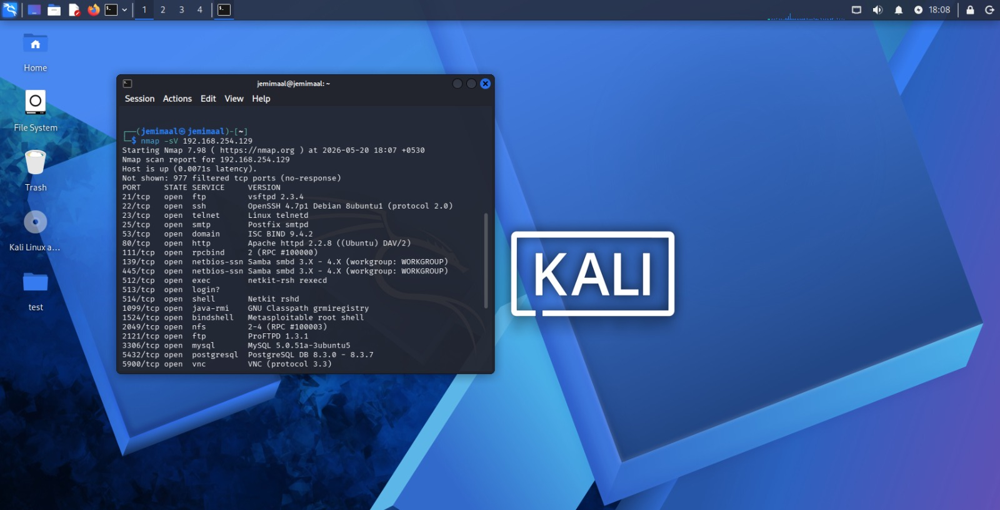 1 2 3 4
18:08
Home
File System
Trash
Kali Linux a...
test
jemimaal@jemimaal: ~
Session Actions Edit View Help
┌──(jemimaal㉿jemimaal)-[~]
└─$ nmap -sV 192.168.254.129
Starting Nmap 7.98 ( https://nmap.org ) at 2026-05-20 18:07 +0530
Nmap scan report for 192.168.254.129
Host is up (0.0071s latency).
Not shown: 977 filtered tcp ports (no-response)
PORT     STATE SERVICE     VERSION
21/tcp   open  ftp         vsftpd 2.3.4
22/tcp   open  ssh         OpenSSH 4.7p1 Debian 8ubuntu1 (protocol 2.0)
23/tcp   open  telnet      Linux telnetd
25/tcp   open  smtp        Postfix smtpd
53/tcp   open  domain      ISC BIND 9.4.2
80/tcp   open  http        Apache httpd 2.2.8 ((Ubuntu) DAV/2)
111/tcp  open  rpcbind     2 (RPC #100000)
139/tcp  open  netbios-ssn Samba smbd 3.X - 4.X (workgroup: WORKGROUP)
445/tcp  open  netbios-ssn Samba smbd 3.X - 4.X (workgroup: WORKGROUP)
512/tcp  open  exec        netkit-rsh rexecd
513/tcp  open  login?
514/tcp  open  shell       Netkit rshd
1099/tcp open  java-rmi    GNU Classpath grmiregistry
1524/tcp open  bindshell   Metasploitable root shell
2049/tcp open  nfs         2-4 (RPC #100003)
2121/tcp open  ftp         ProFTPD 1.3.1
3306/tcp open  mysql       MySQL 5.0.51a-3ubuntu5
5432/tcp open  postgresql  PostgreSQL DB 8.3.0 - 8.3.7
5900/tcp open  vnc         VNC (protocol 3.3)
KALI